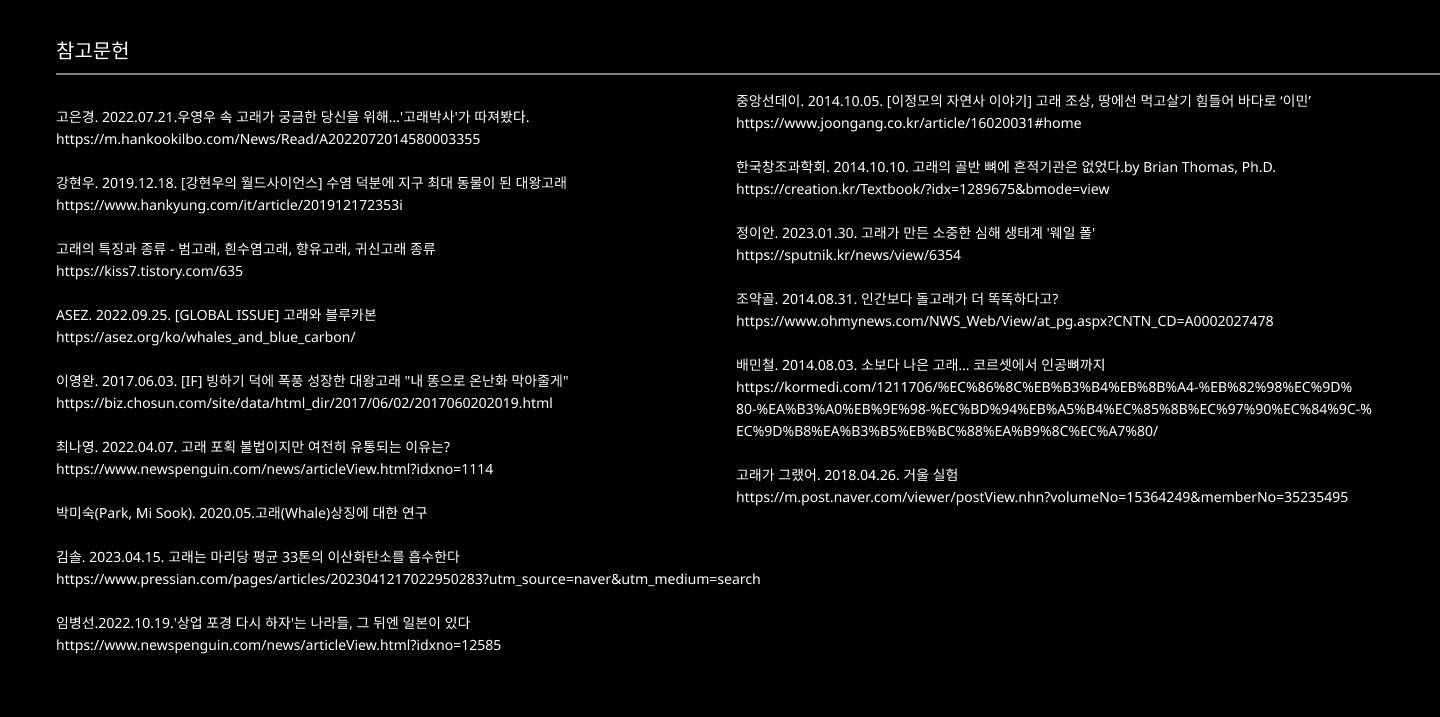 참고문헌
고은경. 2022.07.21.우영우 속 고래가 궁금한 당신을 위해...'고래박사'가 따져봤다.
https://m.hankookilbo.com/News/Read/A2022072014580003355
강현우. 2019.12.18. [강현우의 월드사이언스] 수염 덕분에 지구 최대 동물이 된 대왕고래
https://www.hankyung.com/it/article/201912172353i
고래의 특징과 종류 - 범고래, 흰수염고래, 향유고래, 귀신고래 종류
https://kiss7.tistory.com/635
ASEZ. 2022.09.25. [GLOBAL ISSUE] 고래와 블루카본
https://asez.org/ko/whales_and_blue_carbon/
이영완. 2017.06.03. [IF] 빙하기 덕에 폭풍 성장한 대왕고래 "내 똥으로 온난화 막아줄게"
https://biz.chosun.com/site/data/html_dir/2017/06/02/2017060202019.html
최나영. 2022.04.07. 고래 포획 불법이지만 여전히 유통되는 이유는?
https://www.newspenguin.com/news/articleView.html?idxno=1114
박미숙(Park, Mi Sook). 2020.05.고래(Whale)상징에 대한 연구
김솔. 2023.04.15. 고래는 마리당 평균 33톤의 이산화탄소를 흡수한다
https://www.pressian.com/pages/articles/2023041217022950283?utm_source=naver&utm_medium=search
임병선.2022.10.19.'상업 포경 다시 하자'는 나라들, 그 뒤엔 일본이 있다
https://www.newspenguin.com/news/articleView.html?idxno=12585
중앙선데이. 2014.10.05. [이정모의 자연사 이야기] 고래 조상, 땅에선 먹고살기 힘들어 바다로 ‘이민’
https://www.joongang.co.kr/article/16020031#home
한국창조과학회. 2014.10.10. 고래의 골반 뼈에 흔적기관은 없었다.by Brian Thomas, Ph.D.
https://creation.kr/Textbook/?idx=1289675&bmode=view
정이안. 2023.01.30. 고래가 만든 소중한 심해 생태계 '웨일 폴'
https://sputnik.kr/news/view/6354
조약골. 2014.08.31. 인간보다 돌고래가 더 똑똑하다고?
https://www.ohmynews.com/NWS_Web/View/at_pg.aspx?CNTN_CD=A0002027478
배민철. 2014.08.03. 소보다 나은 고래... 코르셋에서 인공뼈까지
https://kormedi.com/1211706/%EC%86%8C%EB%B3%B4%EB%8B%A4-%EB%82%98%EC%9D%
80-%EA%B3%A0%EB%9E%98-%EC%BD%94%EB%A5%B4%EC%85%8B%EC%97%90%EC%84%9C-%
EC%9D%B8%EA%B3%B5%EB%BC%88%EA%B9%8C%EC%A7%80/
고래가 그랬어. 2018.04.26. 거울 실험
https://m.post.naver.com/viewer/postView.nhn?volumeNo=15364249&memberNo=35235495